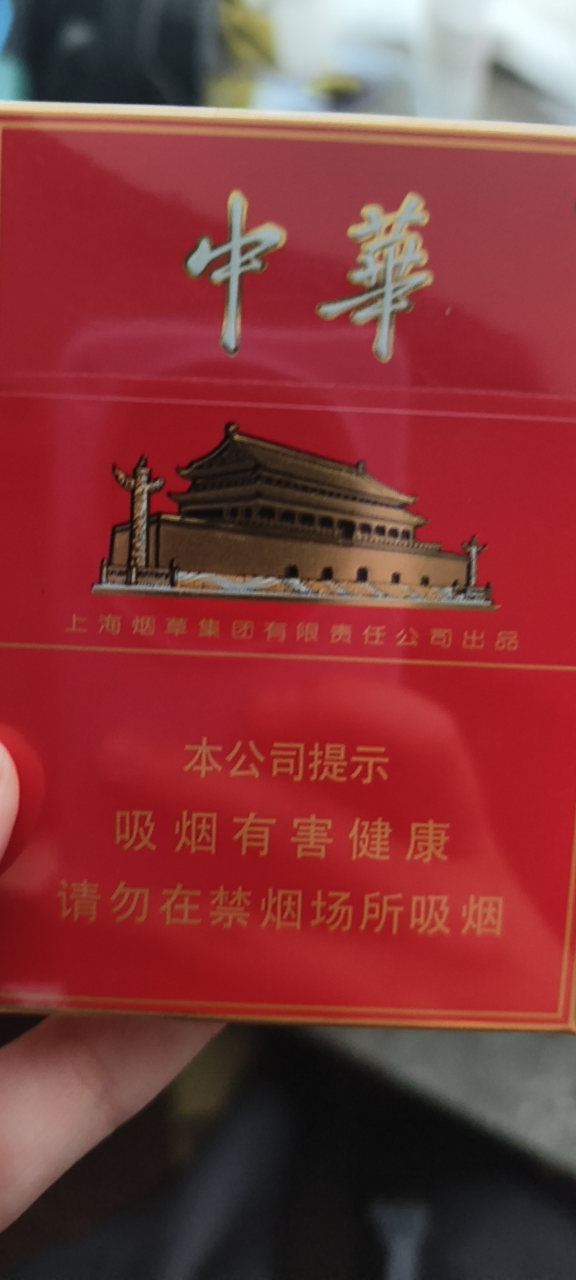 中華
上海烟草集团有限责任公司出品
本公司提示
吸烟有害健康
请勿在禁烟场所吸烟